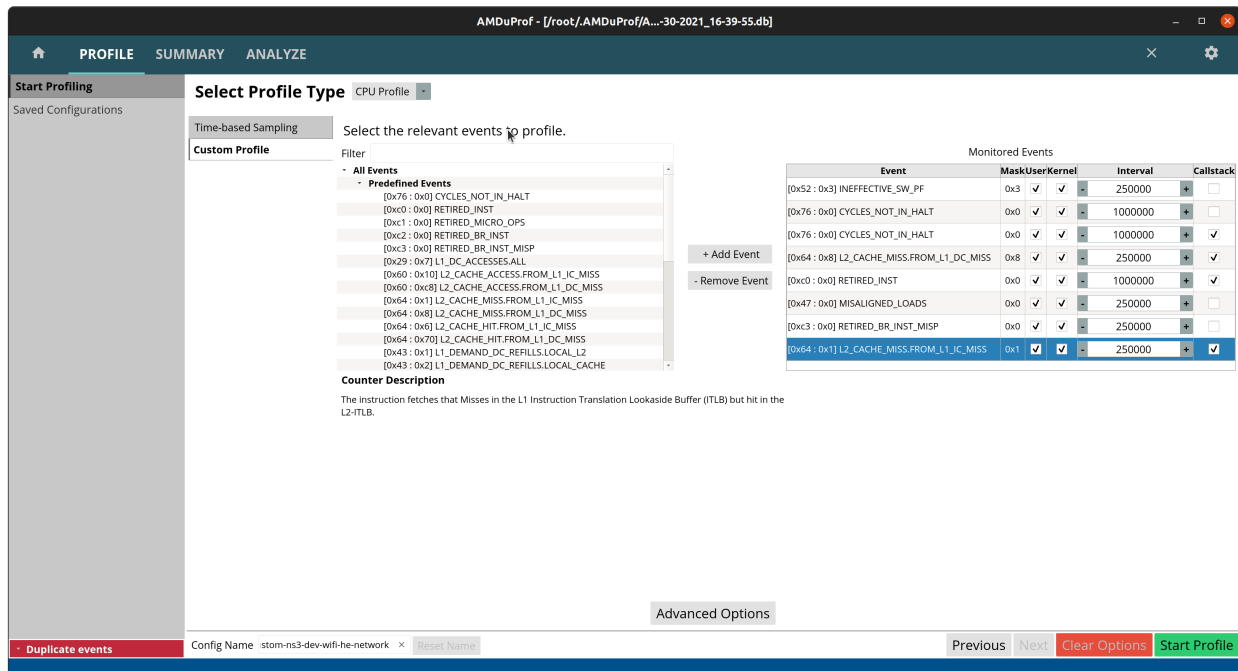 AMDuProf - [/root/.AMDuProf/A...-30-2021_16-39-55.db]
PROFILE SUMMARY ANALYZE
Start Profiling
Saved Configurations
Select Profile Type CPU Profile
Time-based Sampling
Custom Profile
Select the relevant events to profile.
Filter
All Events
Predefined Events
[0x76 : 0x0] CYCLES_NOT_IN_HALT
[0xc0 : 0x0] RETIRED_INST
[0xc1 : 0x0] RETIRED_MICRO_OPS
[0xc2 : 0x0] RETIRED_BR_INST
[0xc3 : 0x0] RETIRED_BR_INST_MISP
[0x29 : 0x7] L1_DC_ACCESSES.ALL
[0x60 : 0x10] L2_CACHE_ACCESS.FROM_L1_IC_MISS
[0x60 : 0xc8] L2_CACHE_ACCESS.FROM_L1_DC_MISS
[0x64 : 0x1] L2_CACHE_MISS.FROM_L1_IC_MISS
[0x64 : 0x8] L2_CACHE_MISS.FROM_L1_DC_MISS
[0x64 : 0x6] L2_CACHE_HIT.FROM_L1_IC_MISS
[0x64 : 0x70] L2_CACHE_HIT.FROM_L1_DC_MISS
[0x43 : 0x1] L1_DEMAND_DC_REFILLS.LOCAL_L2
[0x43 : 0x2] L1_DEMAND_DC_REFILLS.LOCAL_CACHE
Counter Description
The instruction fetches that Misses in the L1 Instruction Translation Lookaside Buffer (ITLB) but hit in the
L2-ITLB.
+ Add Event
- Remove Event
Monitored Events
Event Mask User Kernel Interval Callstack
[0x52 : 0x3] INEFFECTIVE_SW_PF 0x3 - 250000 +
[0x76 : 0x0] CYCLES_NOT_IN_HALT 0x0 - 1000000 +
[0x76 : 0x0] CYCLES_NOT_IN_HALT 0x0 - 1000000 +
[0x64 : 0x8] L2_CACHE_MISS.FROM_L1_DC_MISS 0x8 - 250000 +
[0xc0 : 0x0] RETIRED_INST 0x0 - 1000000 +
[0x47 : 0x0] MISALIGNED_LOADS 0x0 - 250000 +
[0xc3 : 0x0] RETIRED_BR_INST_MISP 0x0 - 250000 +
[0x64 : 0x1] L2_CACHE_MISS.FROM_L1_IC_MISS 0x1 - 250000 +
Advanced Options
Duplicate events
Config Name stom-ns3-dev-wifi-he-network × Reset Name
Previous Next Clear Options Start Profile